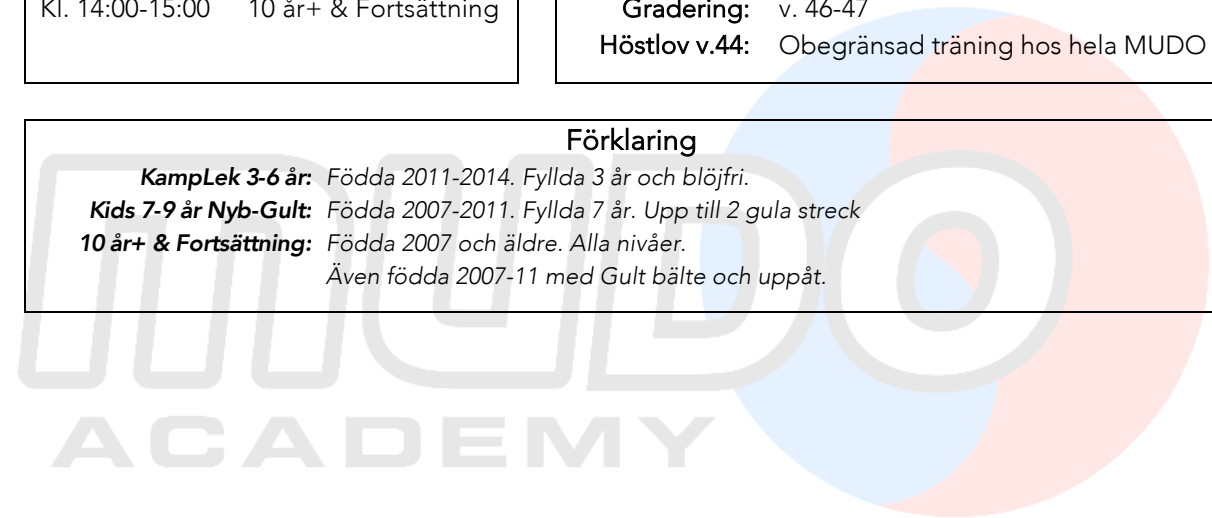 Kl. 14:00-15:00 10 år+ & Fortsättning
Gradering: v. 46-47
Höstlov v.44: Obegränsad träning hos hela MUDO
Förklaring
KampLek 3-6 år: Födda 2011-2014. Fyllda 3 år och blöjfri.
Kids 7-9 år Nyb-Gult: Födda 2007-2011. Fyllda 7 år. Upp till 2 gula streck
10 år+ & Fortsättning: Födda 2007 och äldre. Alla nivåer.
Även födda 2007-11 med Gult bälte och uppåt.
MUDO
ACADEMY